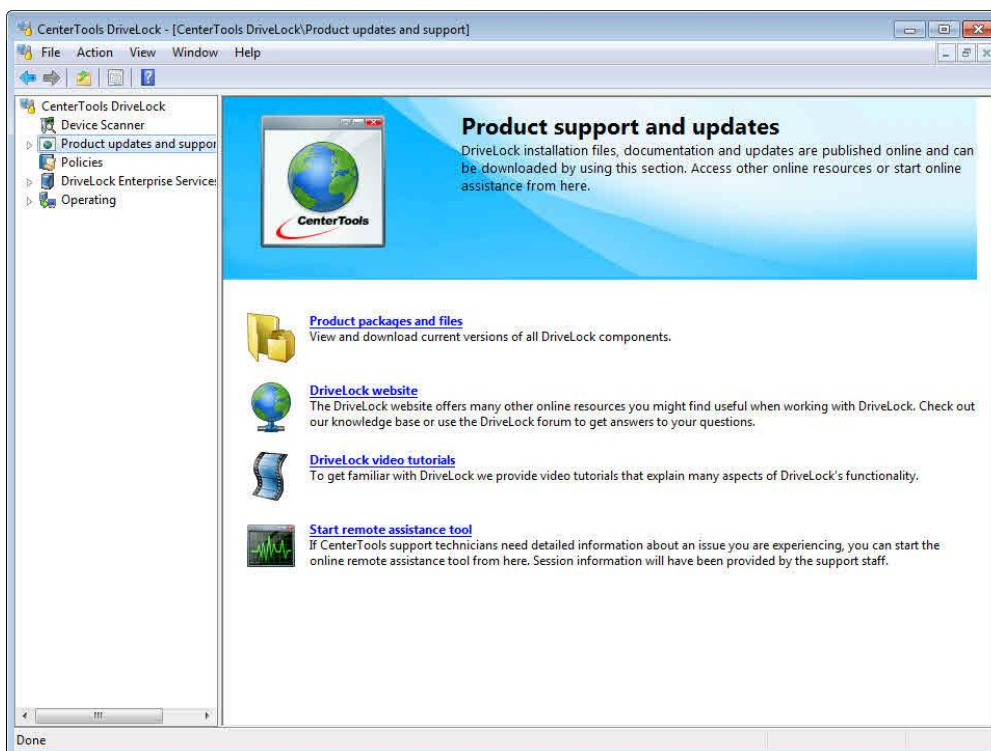 CenterTools DriveLock - [CenterTools DriveLock\Product updates and support]
File Action View Window Help
CenterTools DriveLock
Device Scanner
Product updates and suppor
Policies
DriveLock Enterprise Services
Operating
CenterTools
Product support and updates
DriveLock installation files, documentation and updates are published online and can
be downloaded by using this section. Access other online resources or start online
assistance from here.
Product packages and files
View and download current versions of all DriveLock components.
DriveLock website
The DriveLock website offers many other online resources you might find useful when working with DriveLock. Check out
our knowledge base or use the DriveLock forum to get answers to your questions.
DriveLock video tutorials
To get familiar with DriveLock we provide video tutorials that explain many aspects of DriveLock's functionality.
Start remote assistance tool
If CenterTools support technicians need detailed information about an issue you are experiencing, you can start the
online remote assistance tool from here. Session information will have been provided by the support staff.
Done